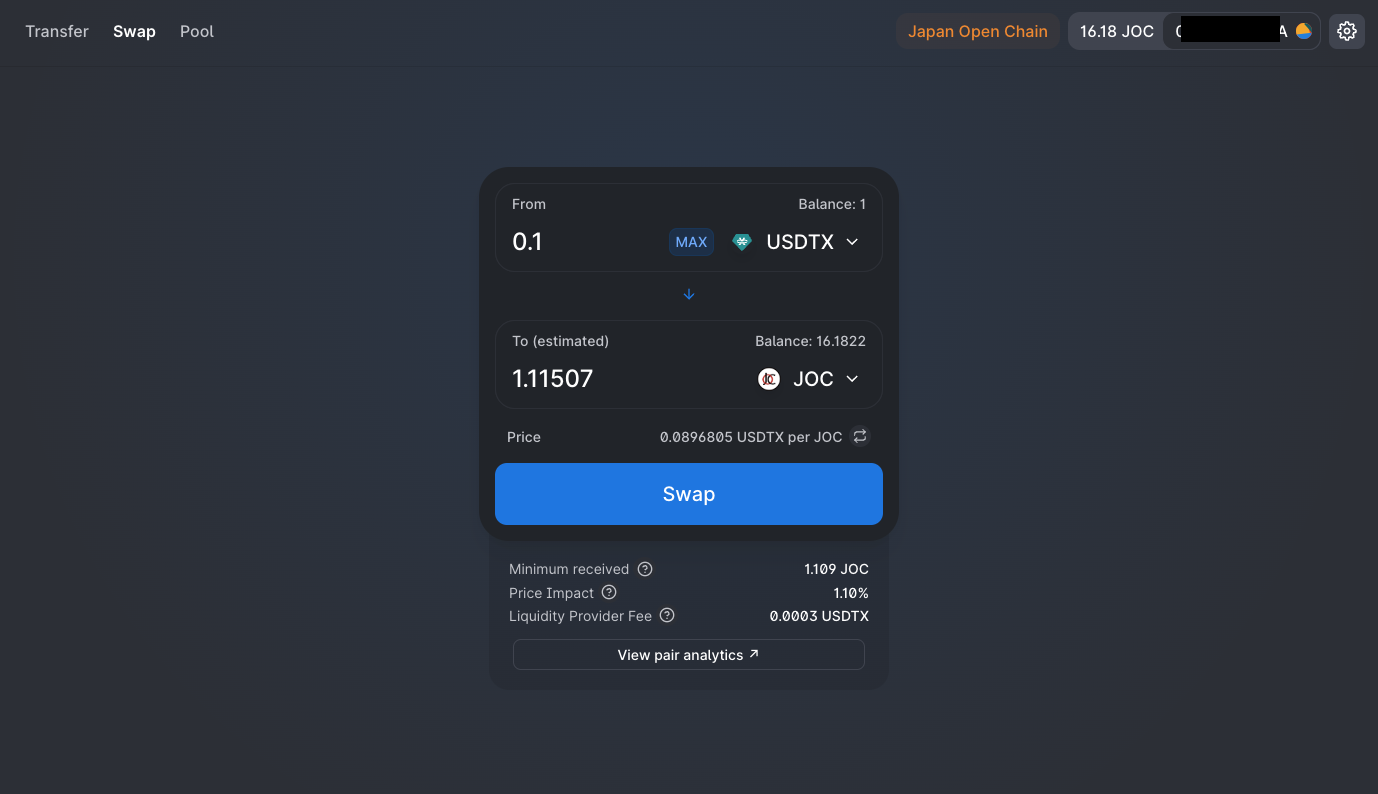 Transfer Swap Pool Japan Open Chain 16.18 JOC A
From Balance: 1
0.1 MAX USDTX
To (estimated) Balance: 16.1822
1.11507 JOC
Price 0.0896805 USDTX per JOC
Swap
Minimum received ? 1.109 JOC
Price Impact ? 1.10%
Liquidity Provider Fee ? 0.0003 USDTX
View pair analytics ↗